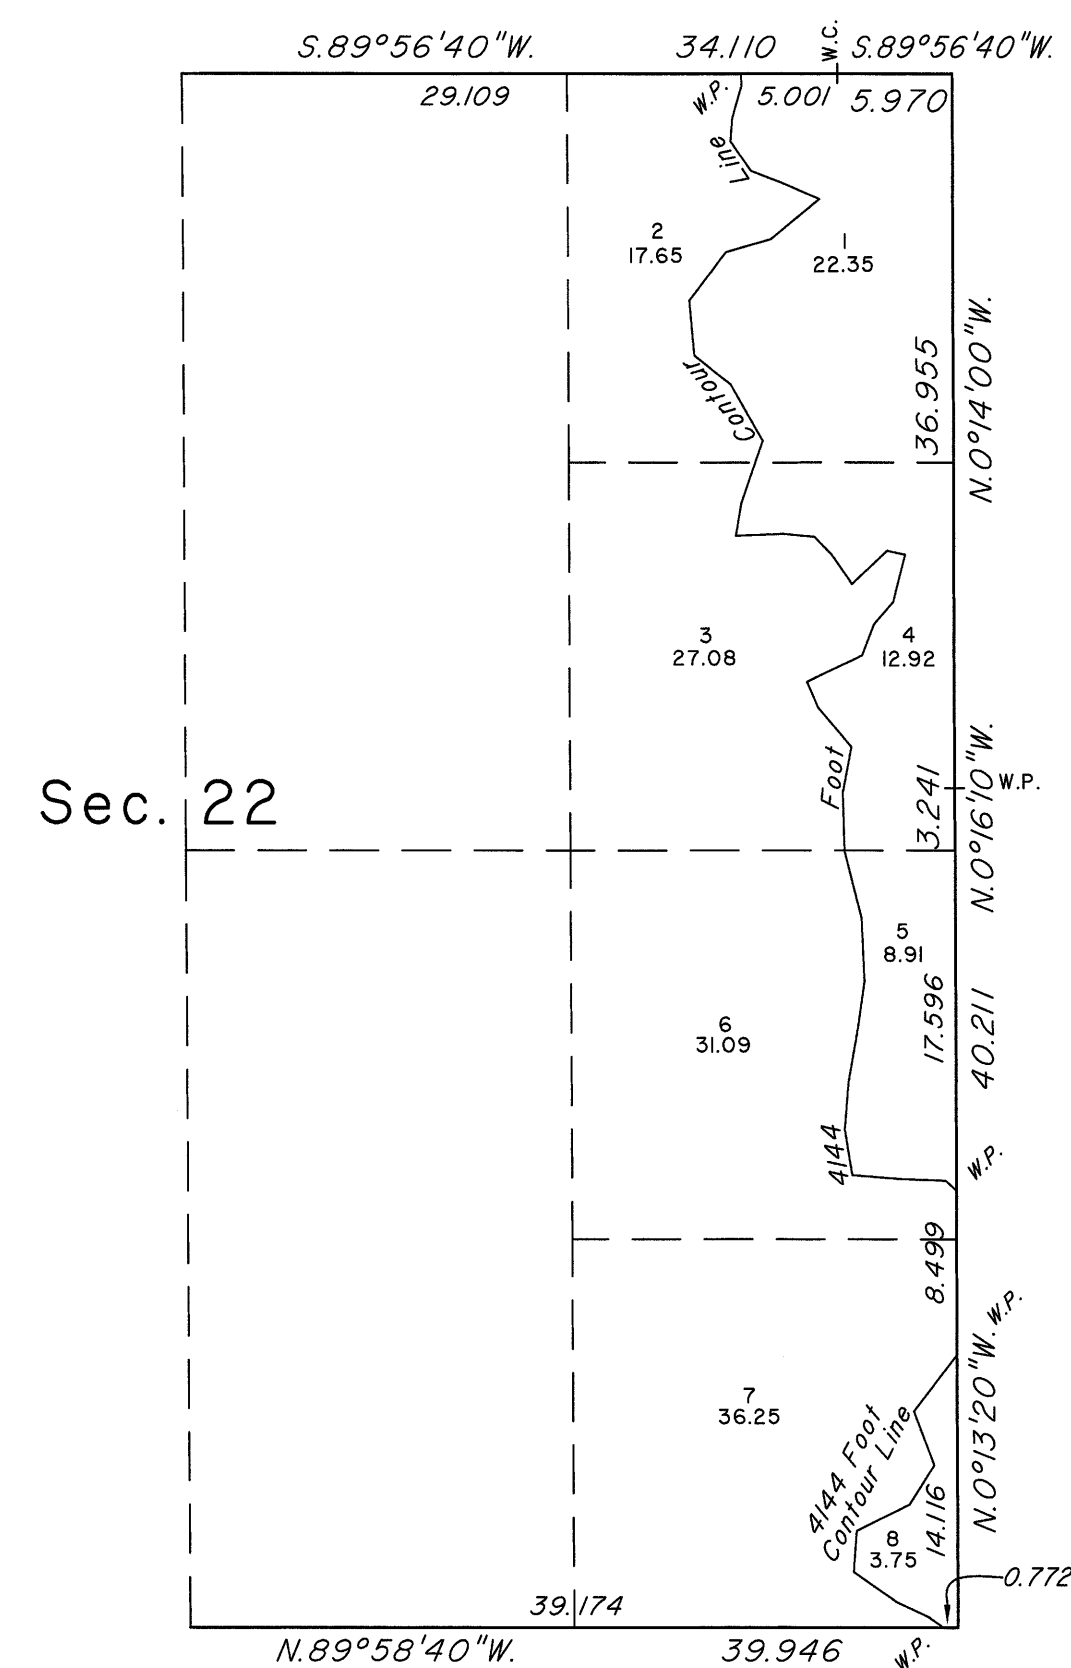 S.89°56'40"W. 34.110 W.C. S.89°56'40"W.
29.109 W.P. 5.001 5.970
Line
2
17.65
1
22.35
36.955
N.0°14'00"W.
Contour
3
27.08
4
12.92
Foot
3.241
W.P.
N.0°16'10"W.
Sec. 22
5
8.91
6
31.09
17.596
40.211
4144
W.P.
8.499
W.P.
N.0°13'20"W.
7
36.25
4144 Foot
Contour Line
14.116
8
3.75
0.772
39.174
N.89°58'40"W. 39.946 W.P.